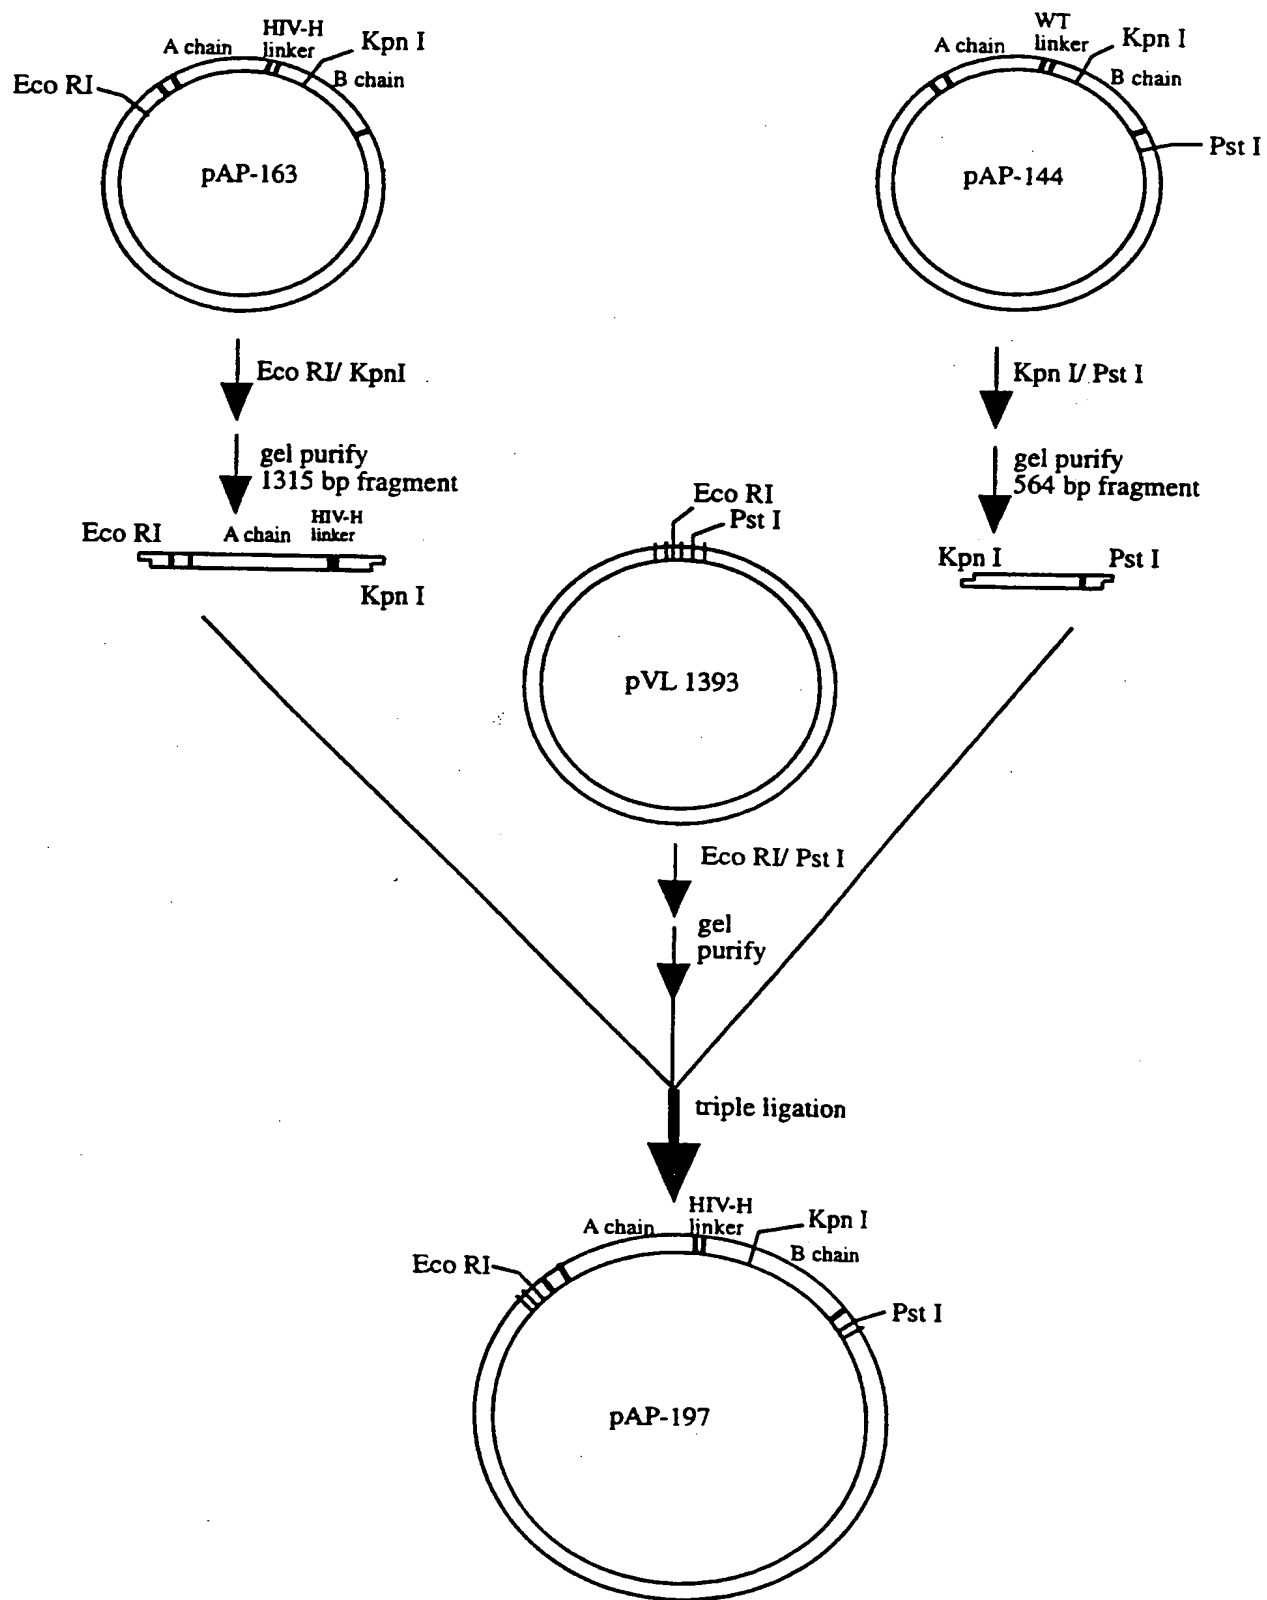 HIV-H
linker
A chain
Kpn I
B chain
Eco RI
pAP-163
WT
linker
A chain
Kpn I
B chain
Pst I
pAP-144
Eco RI/ KpnI
gel purify
1315 bp fragment
Kpn I/ Pst I
gel purify
564 bp fragment
Eco RI
A chain
HIV-H
linker
Kpn I
Eco RI
Pst I
Kpn I
Pst I
pVL 1393
Eco RI/ Pst I
gel
purify
triple ligation
HIV-H
linker
A chain
Kpn I
B chain
Eco RI
Pst I
pAP-197